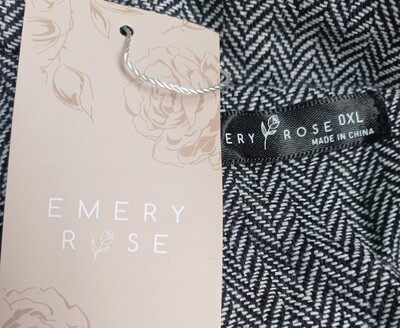 EMERY
ROSE
ERY ROSE 0XL
MADE IN CHINA